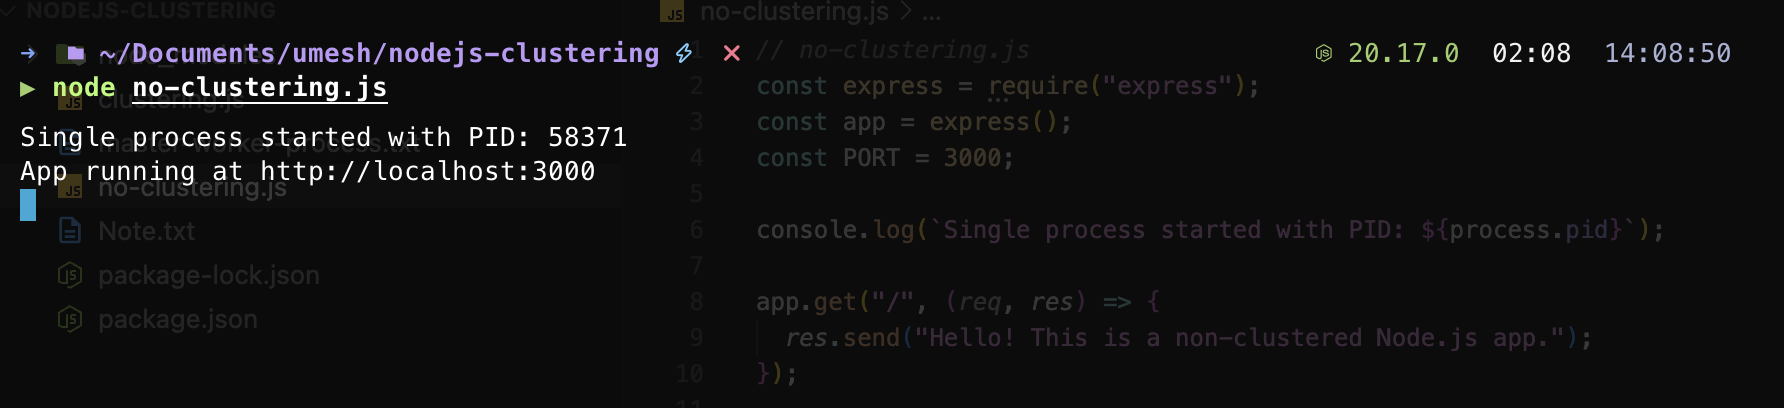 NODEJS-CLUSTERING
no-clustering.js > ...
~/Documents/umesh/nodejs-clustering
20.17.0 02:08 14:08:50
node no-clustering.js
Single process started with PID: 58371
App running at http://localhost:3000
clustering.js
no-clustering.js
Note.txt
package-lock.json
package.json
1 // no-clustering.js
2 const express = require("express");
3 const app = express();
4 const PORT = 3000;
5
6 console.log(`Single process started with PID: ${process.pid}`);
7
8 app.get("/", (req, res) => {
9 res.send("Hello! This is a non-clustered Node.js app.");
10 });
11